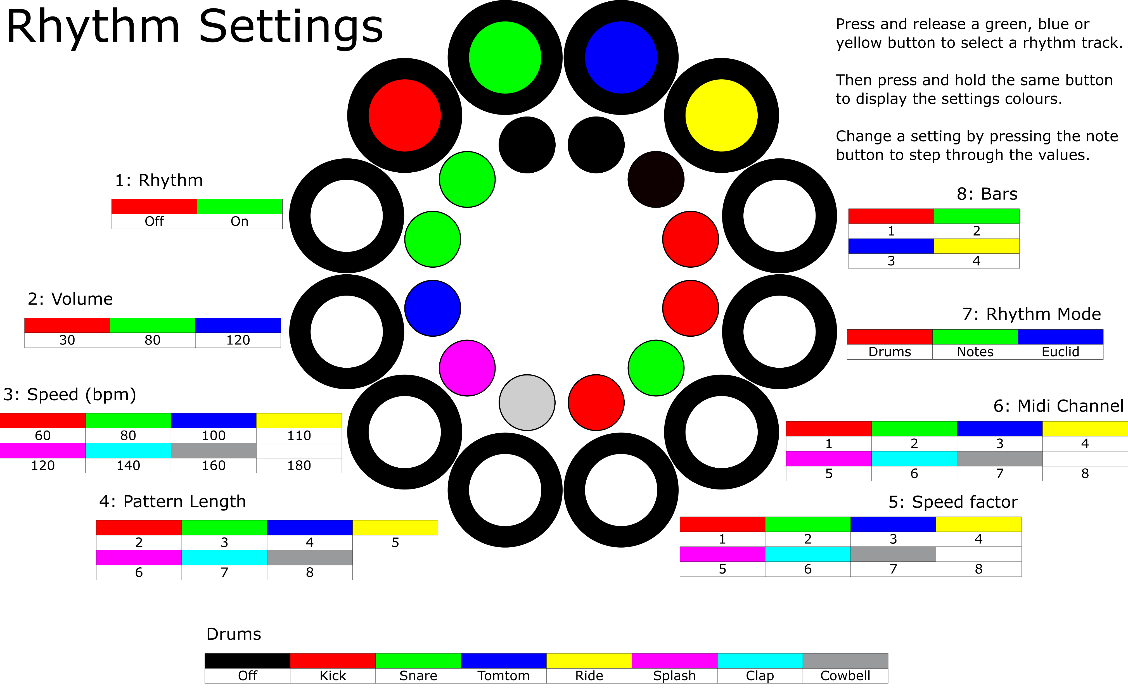 Rhythm Settings
Press and release a green, blue or
yellow button to select a rhythm track.
Then press and hold the same button
to display the settings colours.
Change a setting by pressing the note
button to step through the values.
1: Rhythm
Off On
2: Volume
30 80 120
3: Speed (bpm)
60 80 100 110
120 140 160 180
4: Pattern Length
2 3 4 5
6 7 8
8: Bars
1 2
3 4
7: Rhythm Mode
Drums Notes Euclid
6: Midi Channel
1 2 3 4
5 6 7 8
5: Speed factor
1 2 3 4
5 6 7 8
Drums
Off Kick Snare Tomtom Ride Splash Clap Cowbell